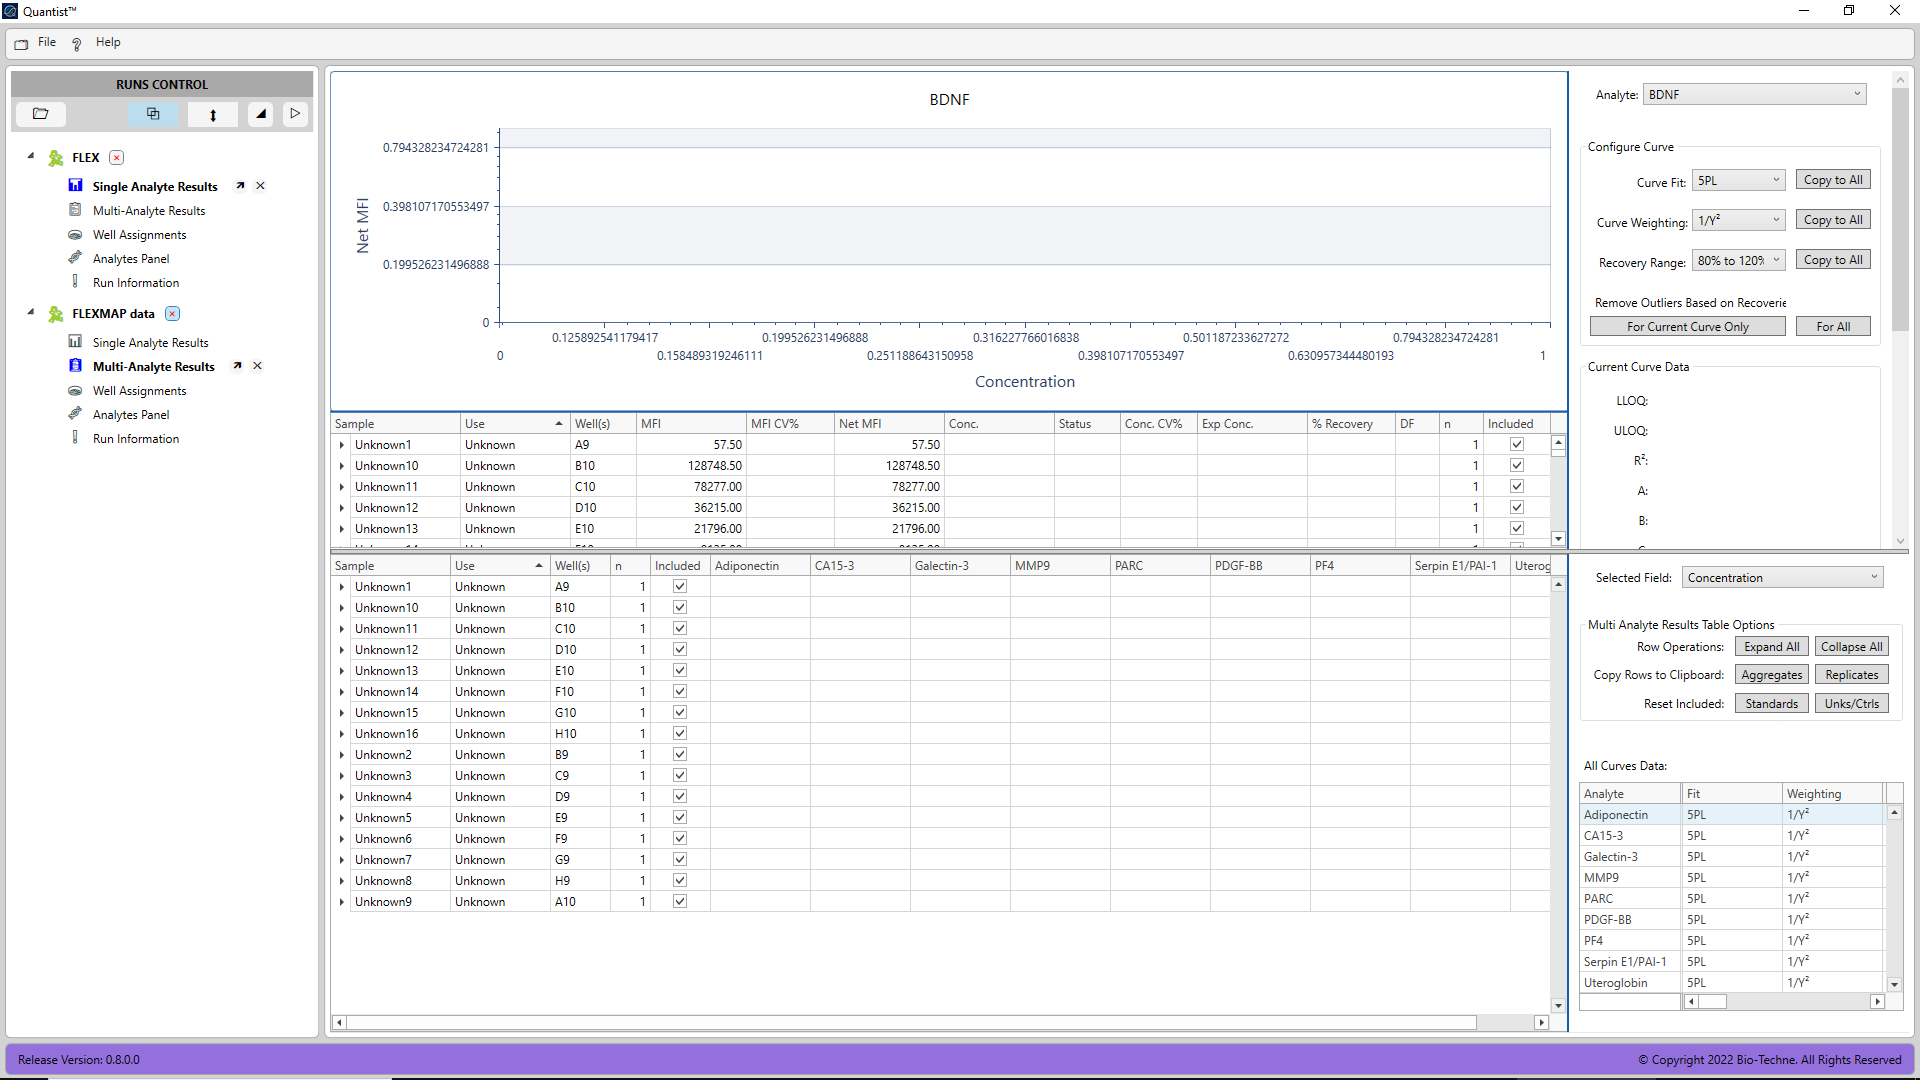 Quantist™
File
Help
RUNS CONTROL
FLEX
Single Analyte Results
Multi-Analyte Results
Well Assignments
Analytes Panel
Run Information
FLEXMAP data
Single Analyte Results
Multi-Analyte Results
Well Assignments
Analytes Panel
Run Information
BDNF
Net MFI
0.794328234724281
0.398107170553497
0.199526231496888
0
0.125892541179417 0.199526231496888 0.316227766016838 0.501187233627272 0.794328234724281
0 0.158489319246111 0.251188643150958 0.398107170553497 0.630957344480193 1
Concentration
Sample Use Well(s) MFI MFI CV% Net MFI Conc. Status Conc. CV% Exp Conc. % Recovery DF n Included
Unknown1 Unknown A9 57.50 57.50 1
Unknown10 Unknown B10 128748.50 128748.50 1
Unknown11 Unknown C10 78277.00 78277.00 1
Unknown12 Unknown D10 36215.00 36215.00 1
Unknown13 Unknown E10 21796.00 21796.00 1
Analyte: BDNF
Configure Curve
Curve Fit: 5PL Copy to All
Curve Weighting: 1/Y² Copy to All
Recovery Range: 80% to 120% Copy to All
Remove Outliers Based on Recoverie
For Current Curve Only For All
Current Curve Data
LLOQ:
ULOQ:
R²:
A:
B:
Sample Use Well(s) n Included Adiponectin CA15-3 Galectin-3 MMP9 PARC PDGF-BB PF4 Serpin E1/PAI-1 Uterog
Unknown1 Unknown A9 1
Unknown10 Unknown B10 1
Unknown11 Unknown C10 1
Unknown12 Unknown D10 1
Unknown13 Unknown E10 1
Unknown14 Unknown F10 1
Unknown15 Unknown G10 1
Unknown16 Unknown H10 1
Unknown2 Unknown B9 1
Unknown3 Unknown C9 1
Unknown4 Unknown D9 1
Unknown5 Unknown E9 1
Unknown6 Unknown F9 1
Unknown7 Unknown G9 1
Unknown8 Unknown H9 1
Unknown9 Unknown A10 1
Selected Field: Concentration
Multi Analyte Results Table Options
Row Operations: Expand All Collapse All
Copy Rows to Clipboard: Aggregates Replicates
Reset Included: Standards Unks/Ctrls
All Curves Data:
Analyte Fit Weighting
Adiponectin 5PL 1/Y²
CA15-3 5PL 1/Y²
Galectin-3 5PL 1/Y²
MMP9 5PL 1/Y²
PARC 5PL 1/Y²
PDGF-BB 5PL 1/Y²
PF4 5PL 1/Y²
Serpin E1/PAI-1 5PL 1/Y²
Uteroglobin 5PL 1/Y²
Release Version: 0.8.0.0
© Copyright 2022 Bio-Techne. All Rights Reserved